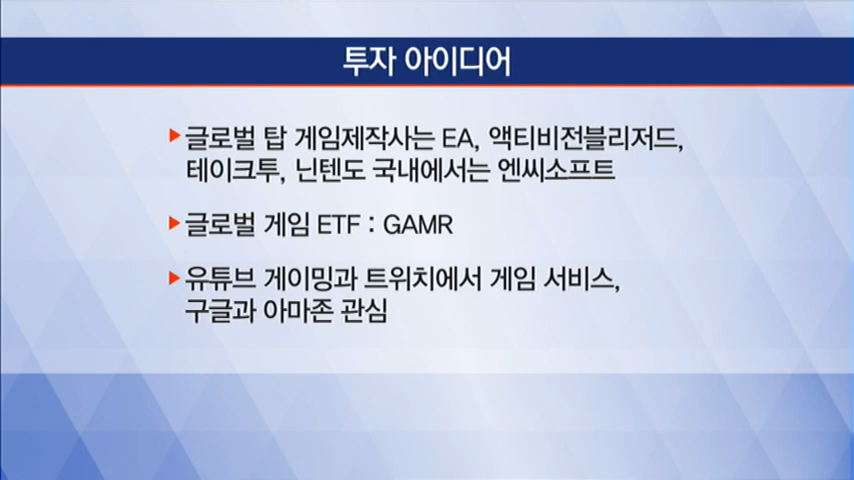 투자 아이디어
▶글로벌 탑 게임제작사는 EA, 액티비전블리저드,
테이크투, 닌텐도 국내에서는 엔씨소프트
▶글로벌 게임 ETF : GAMR
▶유튜브 게이밍과 트위치에서 게임 서비스,
구글과 아마존 관심